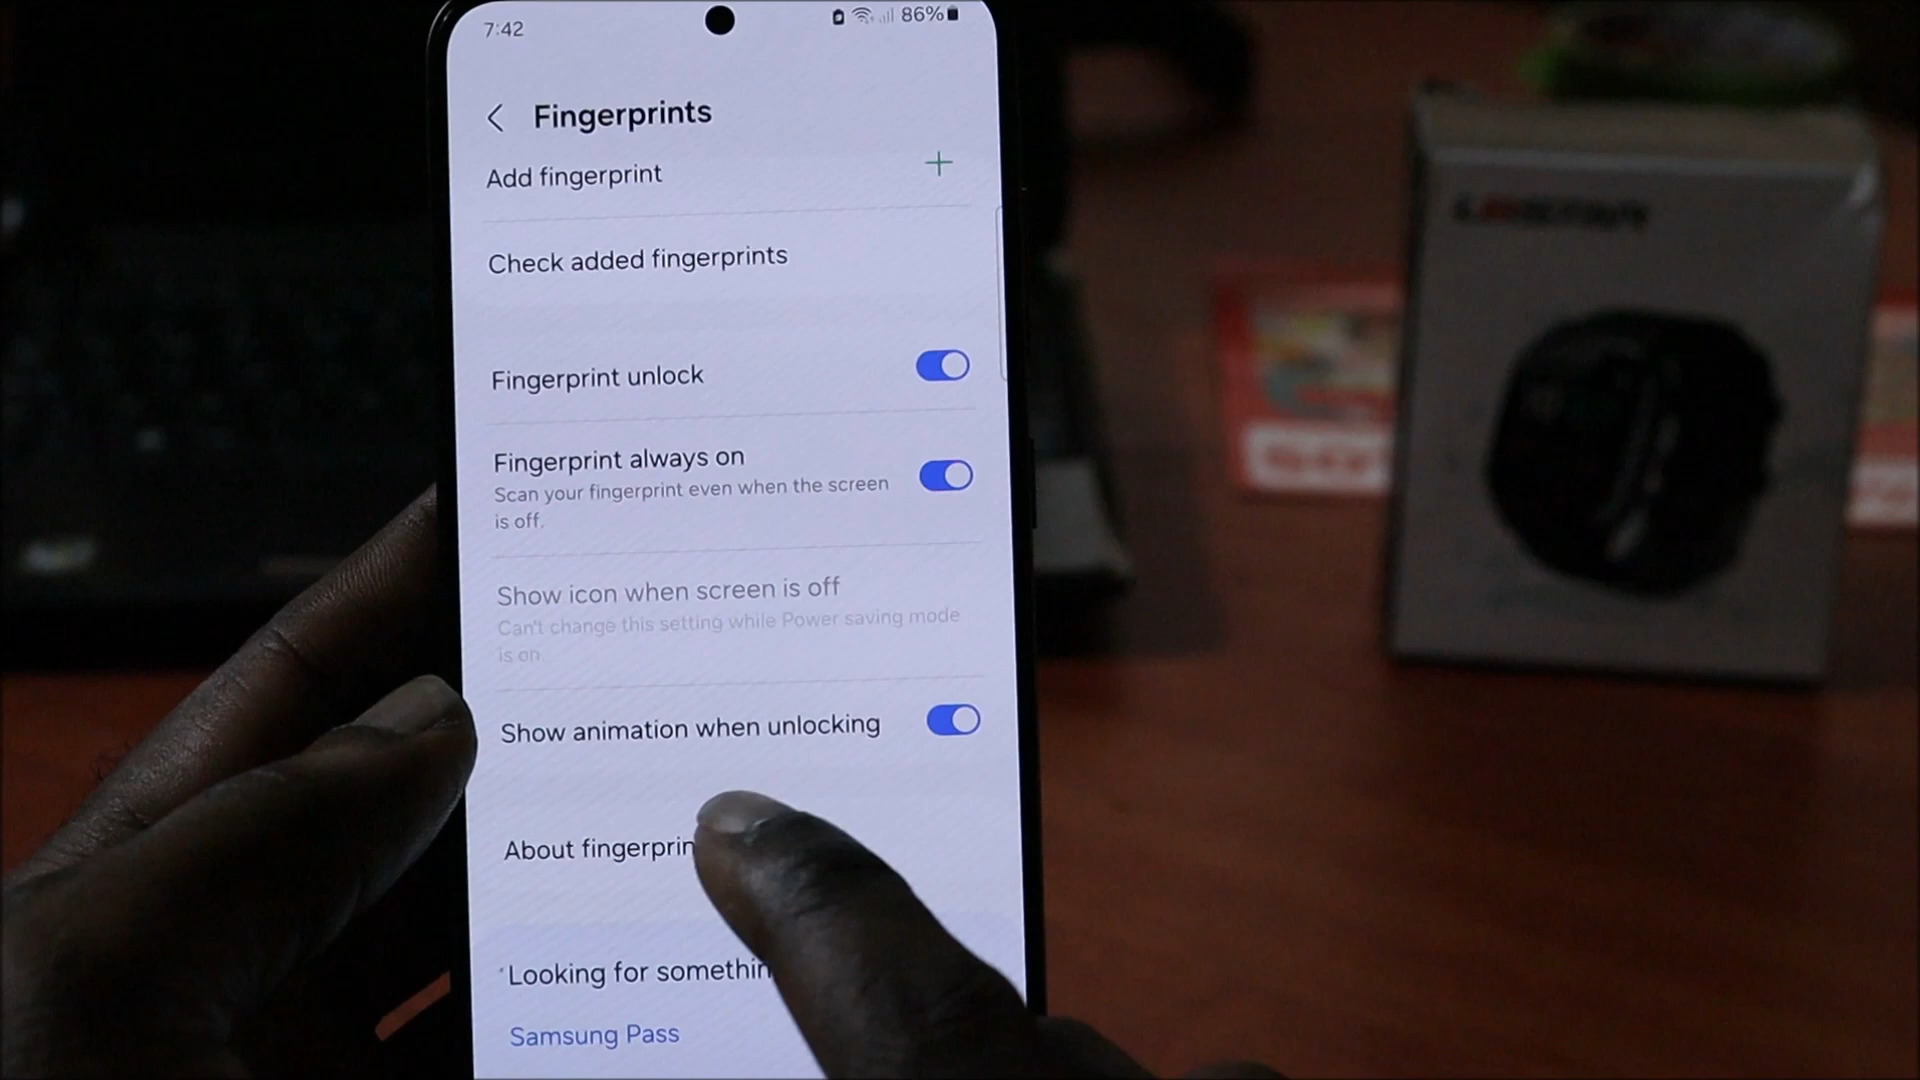 7:42
86%
Fingerprints
Add fingerprint
Check added fingerprints
Fingerprint unlock
Fingerprint always on
Scan your fingerprint even when the screen
is off.
Show icon when screen is off
Can't change this setting while Power saving mode
is on.
Show animation when unlocking
About
Looking for
Samsung Pass